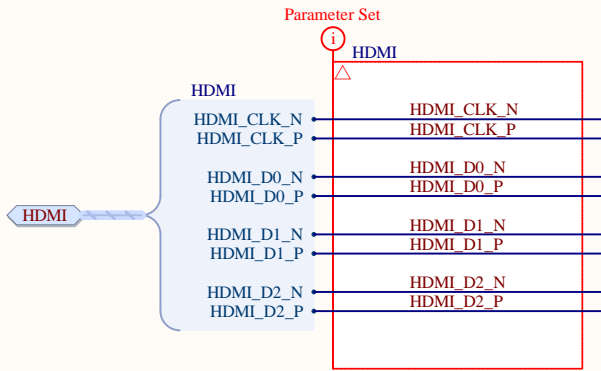 Parameter Set
i
HDMI
HDMI
HDMI_CLK_N HDMI_CLK_N
HDMI_CLK_P HDMI_CLK_P
HDMI_D0_N HDMI_D0_N
HDMI_D0_P HDMI_D0_P
HDMI
HDMI_D1_N HDMI_D1_N
HDMI_D1_P HDMI_D1_P
HDMI_D2_N HDMI_D2_N
HDMI_D2_P HDMI_D2_P